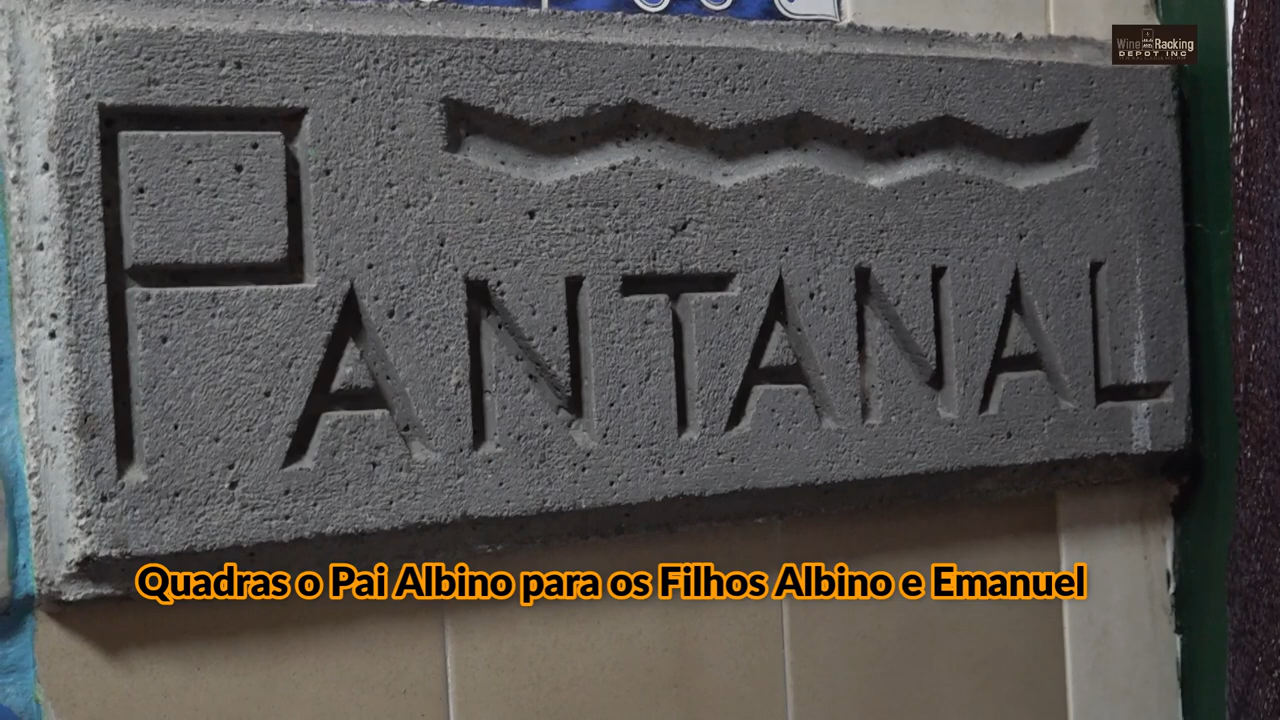 Wine Racking
DEPOT INC
PANTANAL
Quadras o Pai Albino para os Filhos Albino e Emanuel